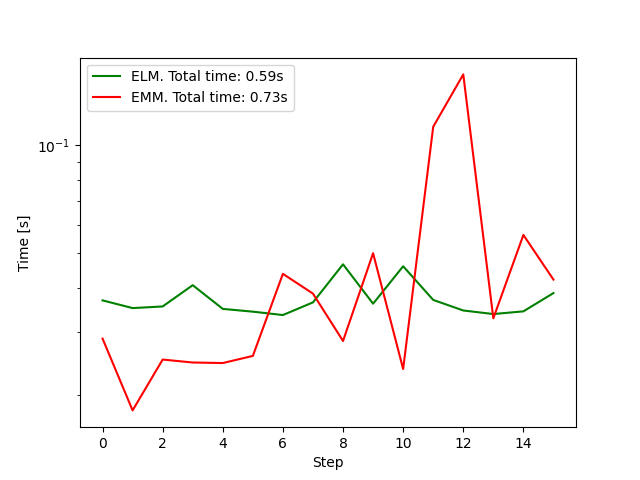 ELM. Total time: 0.59s
EMM. Total time: 0.73s
10⁻¹
Time [s]
0 2 4 6 8 10 12 14
Step